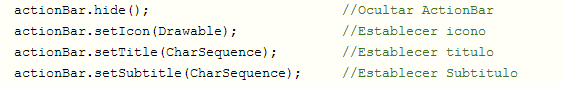 actionBar.hide(); //Ocultar ActionBar
actionBar.setIcon(Drawable); //Establecer icono
actionBar.setTitle(CharSequence); //Establecer titulo
actionBar.setSubtitle(CharSequence); //Establecer Subtitulo